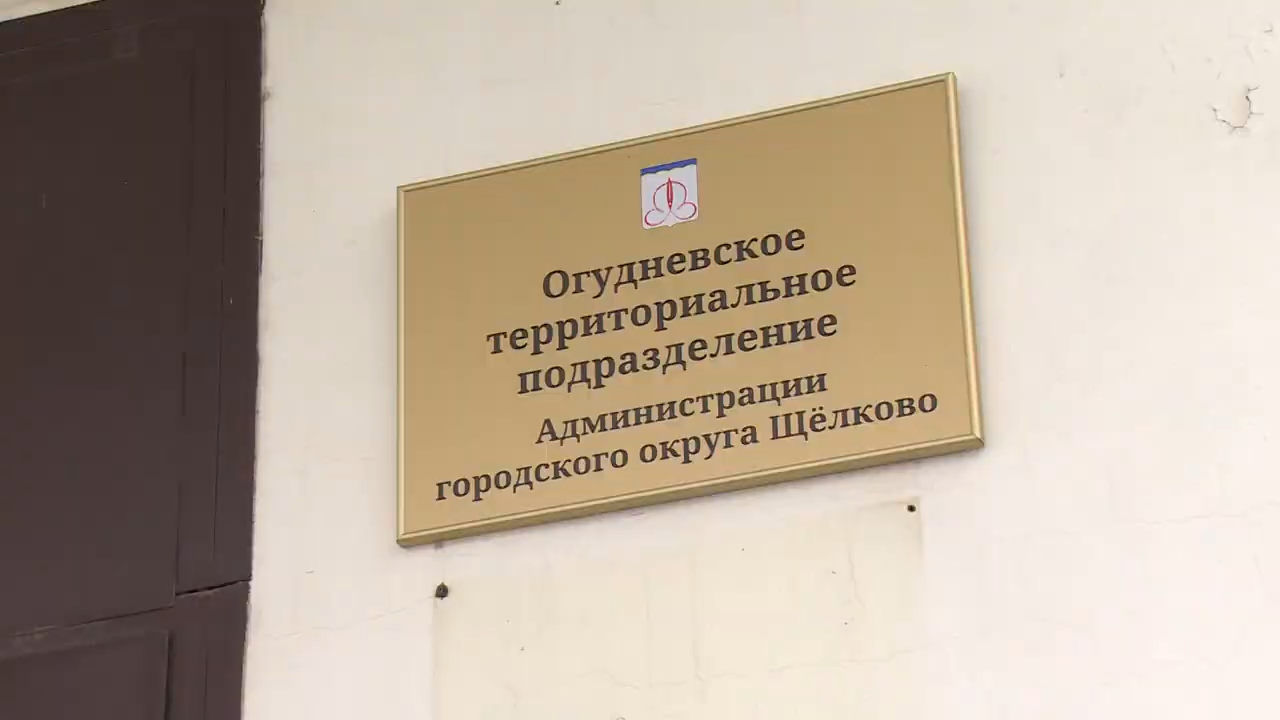 Огудневское
территориальное
подразделение
Администрации
городского округа Щёлково